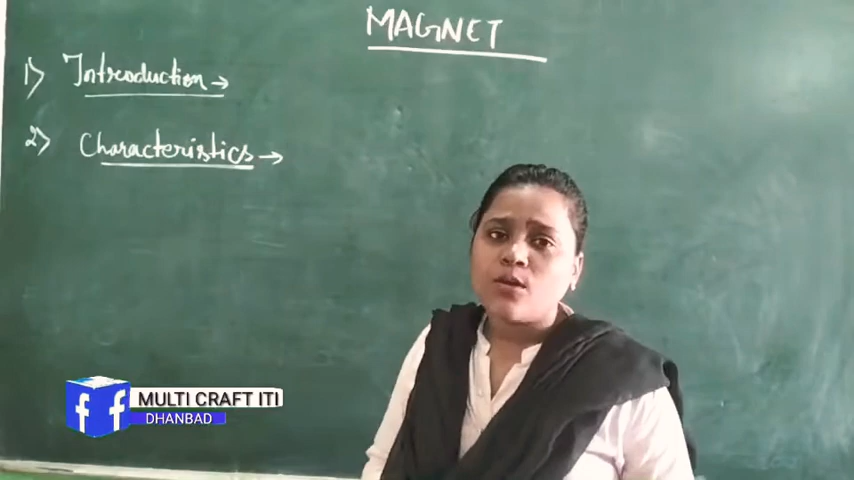 MAGNET
1) Introduction →
2) Characteristics →
MULTI CRAFT ITI
DHANBAD